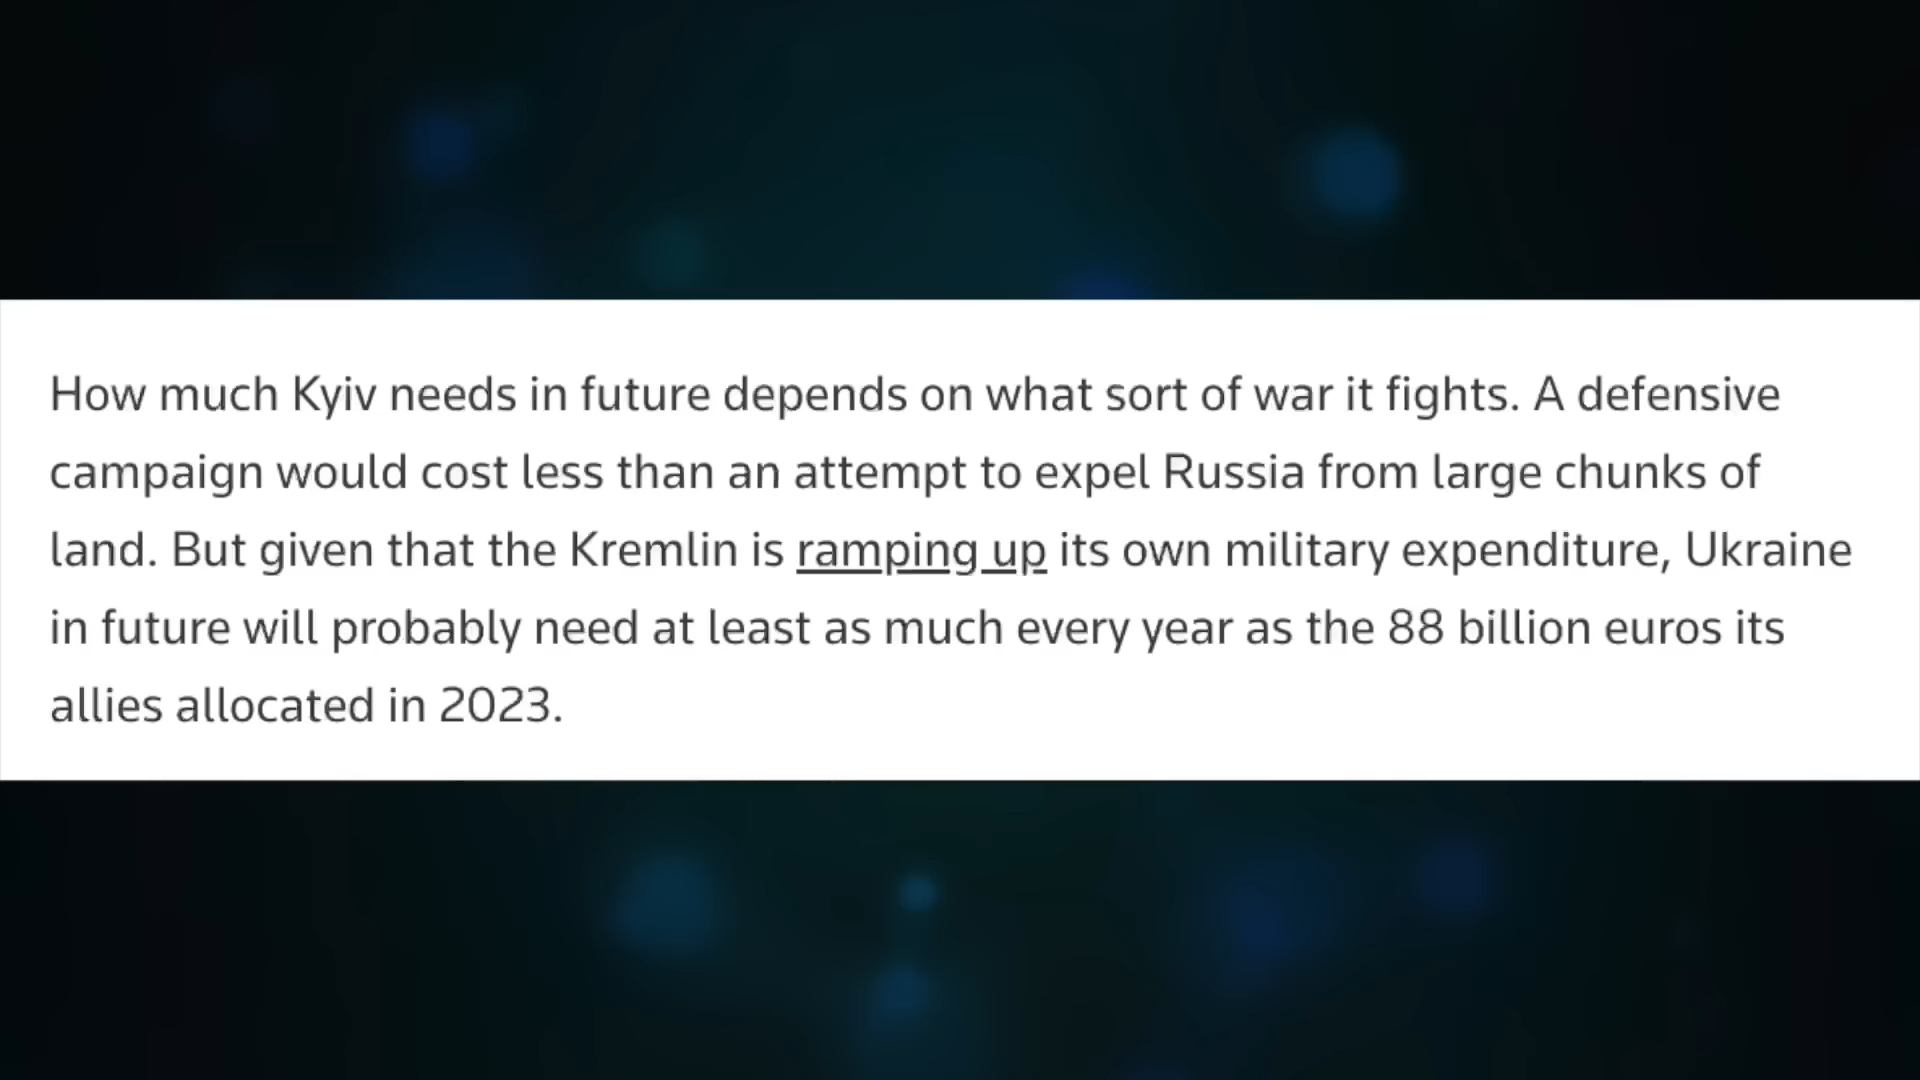 How much Kyiv needs in future depends on what sort of war it fights. A defensive
campaign would cost less than an attempt to expel Russia from large chunks of
land. But given that the Kremlin is ramping up its own military expenditure, Ukraine
in future will probably need at least as much every year as the 88 billion euros its
allies allocated in 2023.